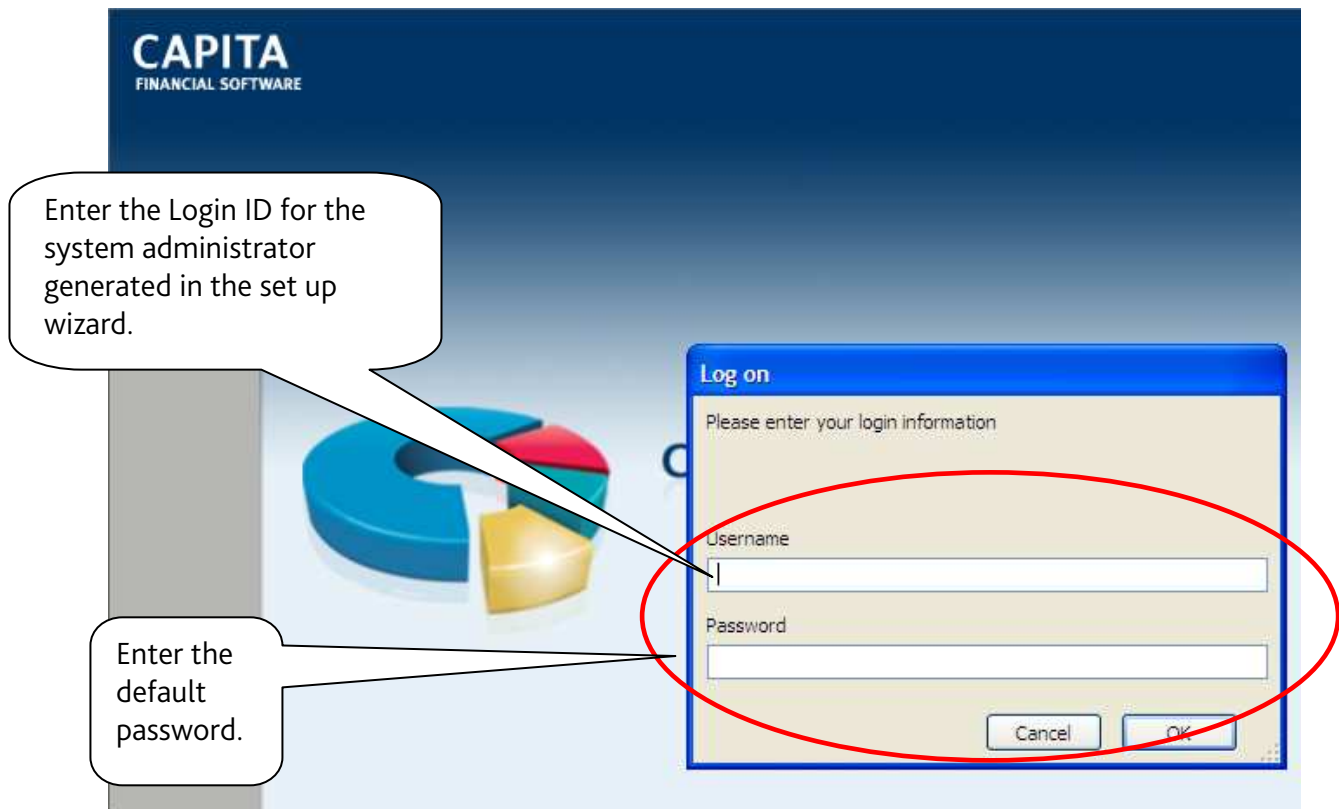 CAPITA
FINANCIAL SOFTWARE
Enter the Login ID for the
system administrator
generated in the set up
wizard.
Log on
Please enter your login information
C
Username
Password
Enter the
default
password.
Cancel
OK